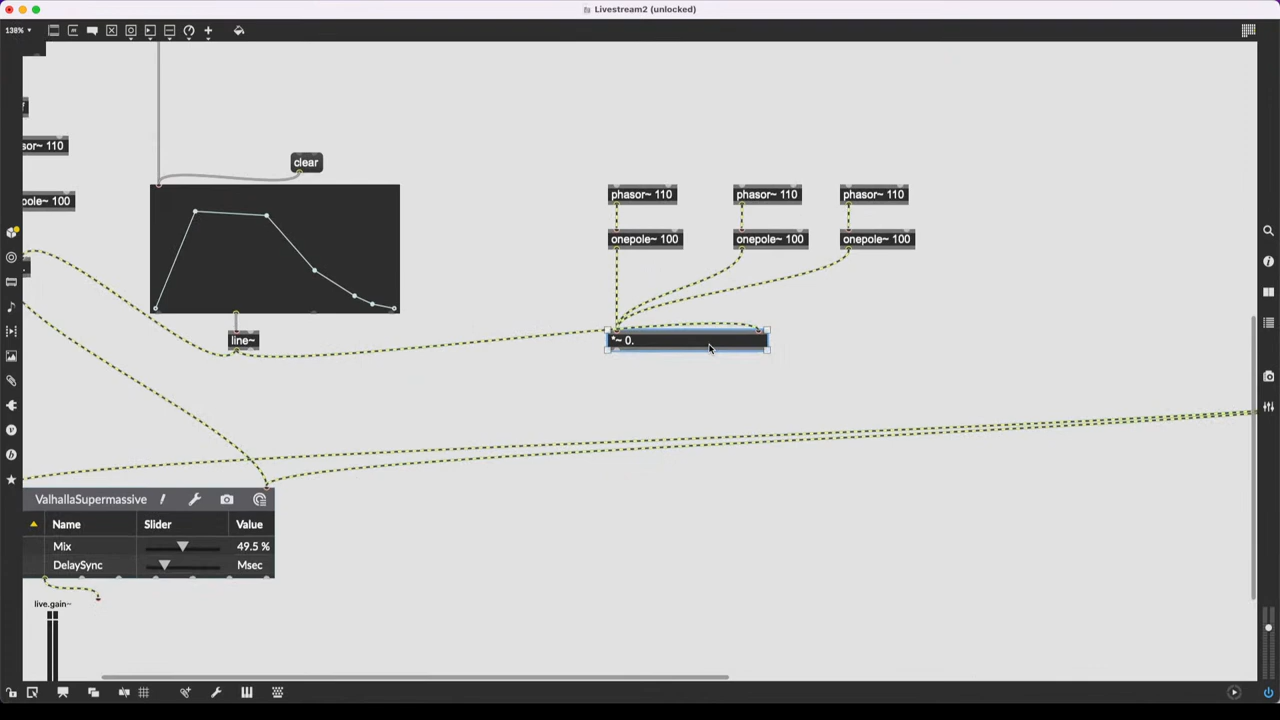 Livestream2 (unlocked)
138%
clear
sor~ 110
phasor~ 110
phasor~ 110
phasor~ 110
pole~ 100
onepole~ 100
onepole~ 100
onepole~ 100
line~
*~ 0.
ValhallaSupermassive
Name Slider Value
Mix 49.5 %
DelaySync Msec
live.gain~